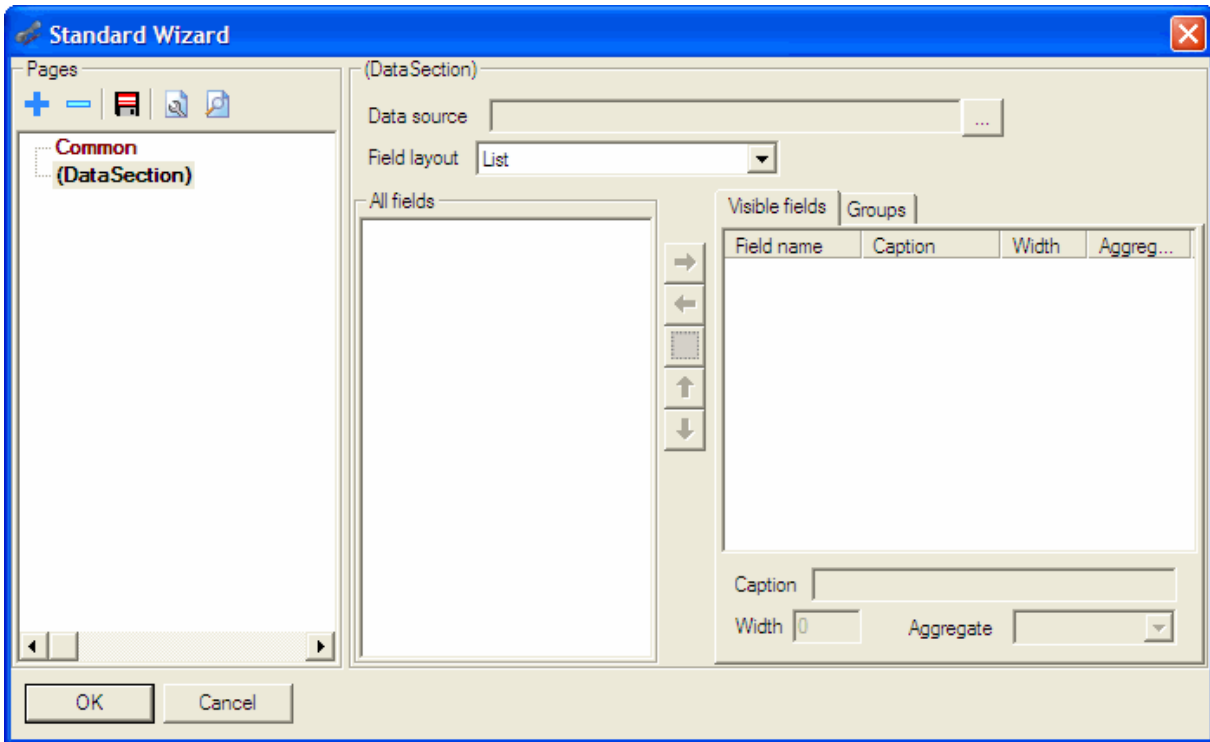 Standard Wizard
Pages
Common
(DataSection)
(DataSection)
Data source
...
Field layout List
All fields
Visible fields Groups
Field name Caption Width Aggreg...
Caption
Width 0 Aggregate
OK Cancel